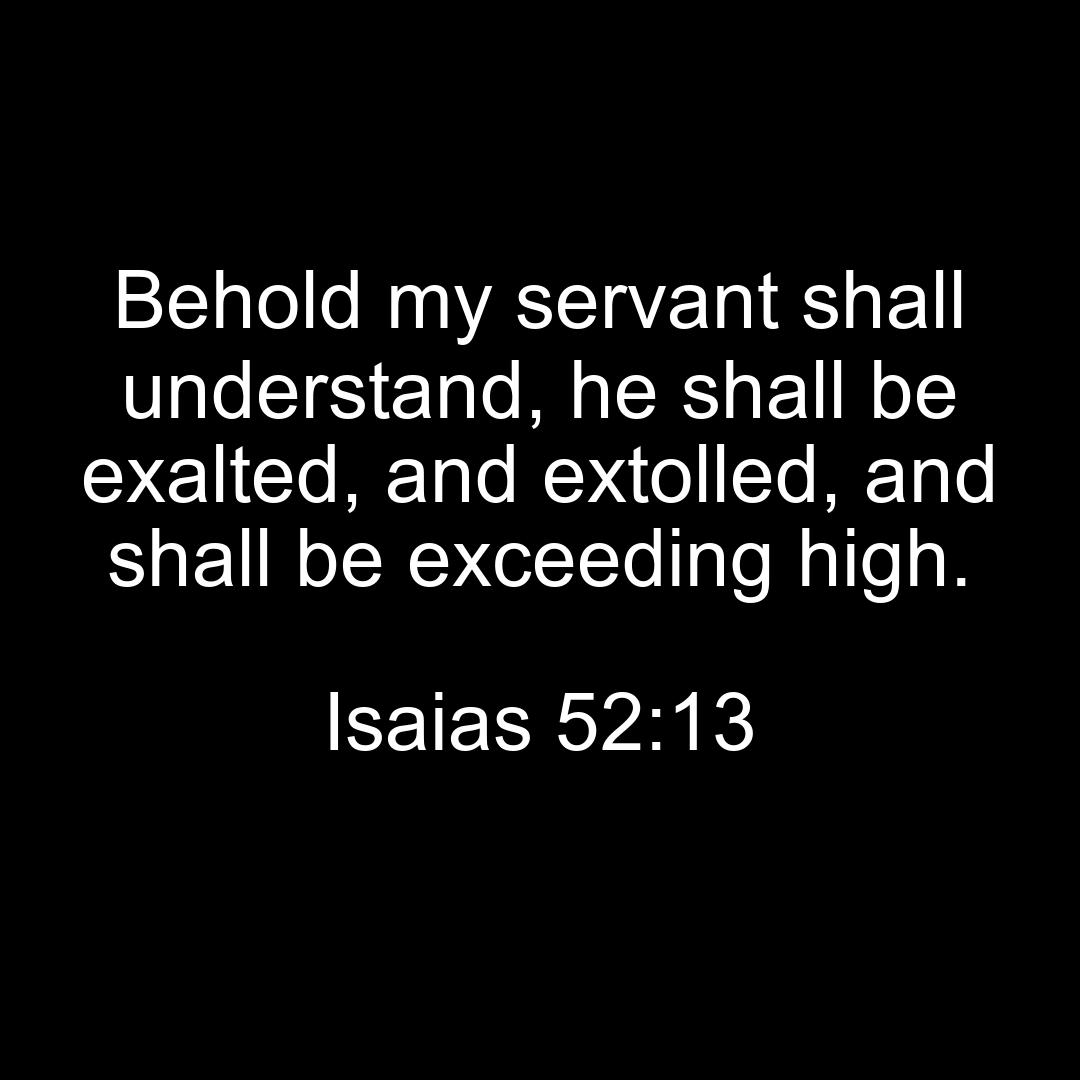 Behold my servant shall
understand, he shall be
exalted, and extolled, and
shall be exceeding high.
Isaias 52:13